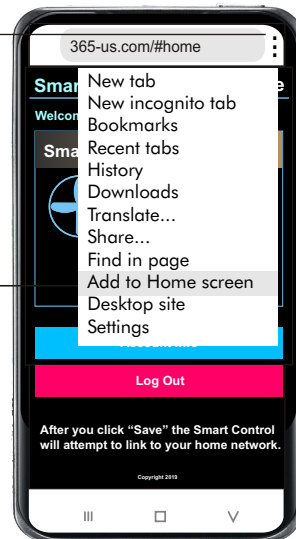 365-us.com/#home
Smar e
New tab
Welcon
New incognito tab
Bookmarks
Sma
Recent tabs
History
Downloads
Translate...
Share...
Find in page
Add to Home screen
Desktop site
Settings
Log Out
After you click “Save” the Smart Control
will attempt to link to your home network.
Copyright 2019